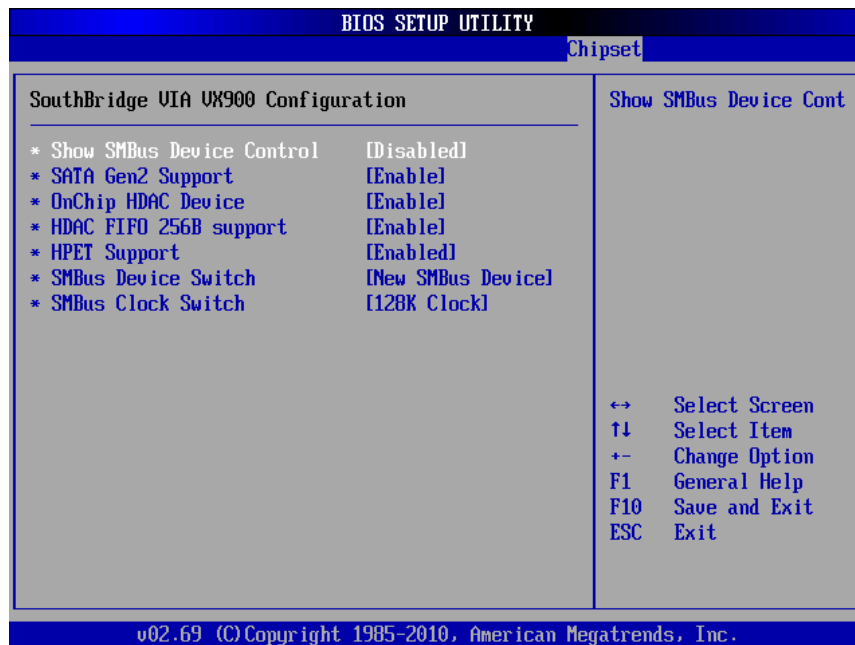 BIOS SETUP UTILITY
Chipset
SouthBridge VIA VX900 Configuration
* Show SMBus Device Control [Disabled]
* SATA Gen2 Support [Enable]
* OnChip HDAC Device [Enable]
* HDAC FIFO 256B support [Enable]
* HPET Support [Enabled]
* SMBus Device Switch [New SMBus Device]
* SMBus Clock Switch [128K Clock]
Show SMBus Device Cont
↔ Select Screen
↑↓ Select Item
+- Change Option
F1 General Help
F10 Save and Exit
ESC Exit
v02.69 (C)Copyright 1985-2010, American Megatrends, Inc.